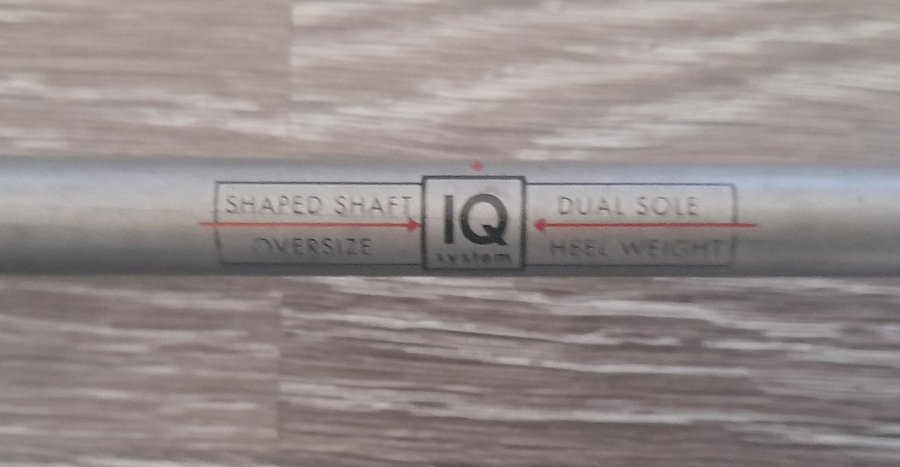 SHAPED SHAFT
OVERSIZE
IQ
system
DUAL SOLE
HEEL WEIGHT